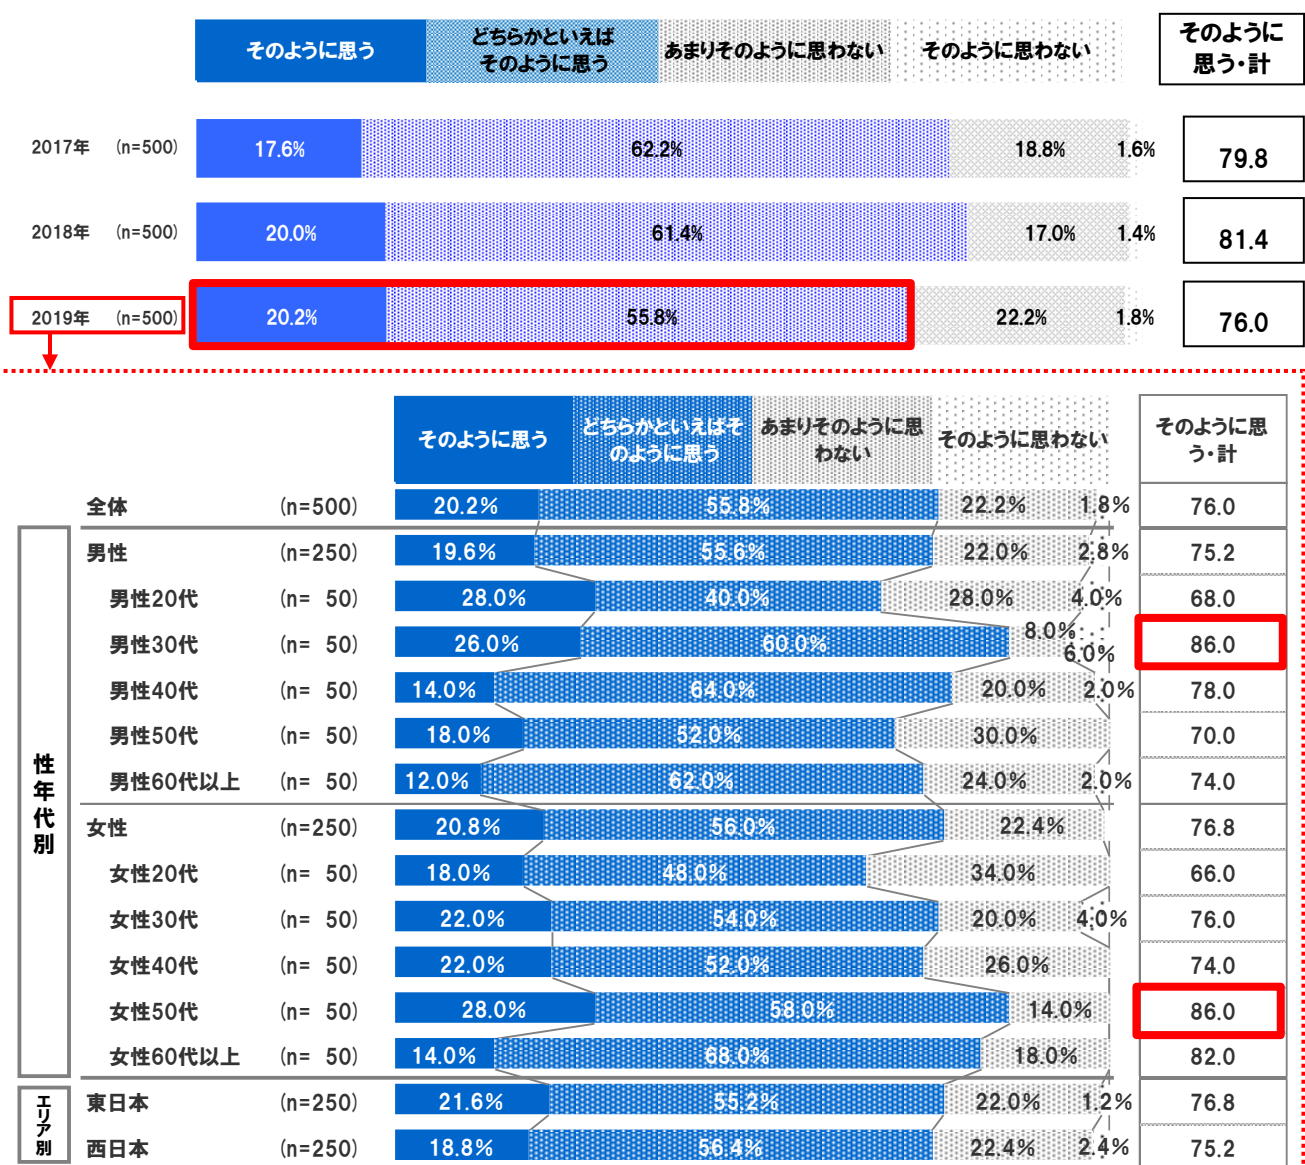 そのように思う
どちらかといえば
そのように思う
あまりそのように思わない
そのように思わない
そのように
思う・計
2017年 (n=500) 17.6% 62.2% 18.8% 1.6% 79.8
2018年 (n=500) 20.0% 61.4% 17.0% 1.4% 81.4
2019年 (n=500) 20.2% 55.8% 22.2% 1.8% 76.0
そのように思う
どちらかといえばそ
のように思う
あまりそのように思
わない
そのように思わない
そのように思
う・計
全体 (n=500) 20.2% 55.8% 22.2% 1.8% 76.0
性年代別
男性 (n=250) 19.6% 55.6% 22.0% 2.8% 75.2
男性20代 (n= 50) 28.0% 40.0% 28.0% 4.0% 68.0
男性30代 (n= 50) 26.0% 60.0% 8.0% 6.0% 86.0
男性40代 (n= 50) 14.0% 64.0% 20.0% 2.0% 78.0
男性50代 (n= 50) 18.0% 52.0% 30.0% 70.0
男性60代以上 (n= 50) 12.0% 62.0% 24.0% 2.0% 74.0
女性 (n=250) 20.8% 56.0% 22.4% 76.8
女性20代 (n= 50) 18.0% 48.0% 34.0% 66.0
女性30代 (n= 50) 22.0% 54.0% 20.0% 4.0% 76.0
女性40代 (n= 50) 22.0% 52.0% 26.0% 74.0
女性50代 (n= 50) 28.0% 58.0% 14.0% 86.0
女性60代以上 (n= 50) 14.0% 68.0% 18.0% 82.0
エリア別
東日本 (n=250) 21.6% 55.2% 22.0% 1.2% 76.8
西日本 (n=250) 18.8% 56.4% 22.4% 2.4% 75.2